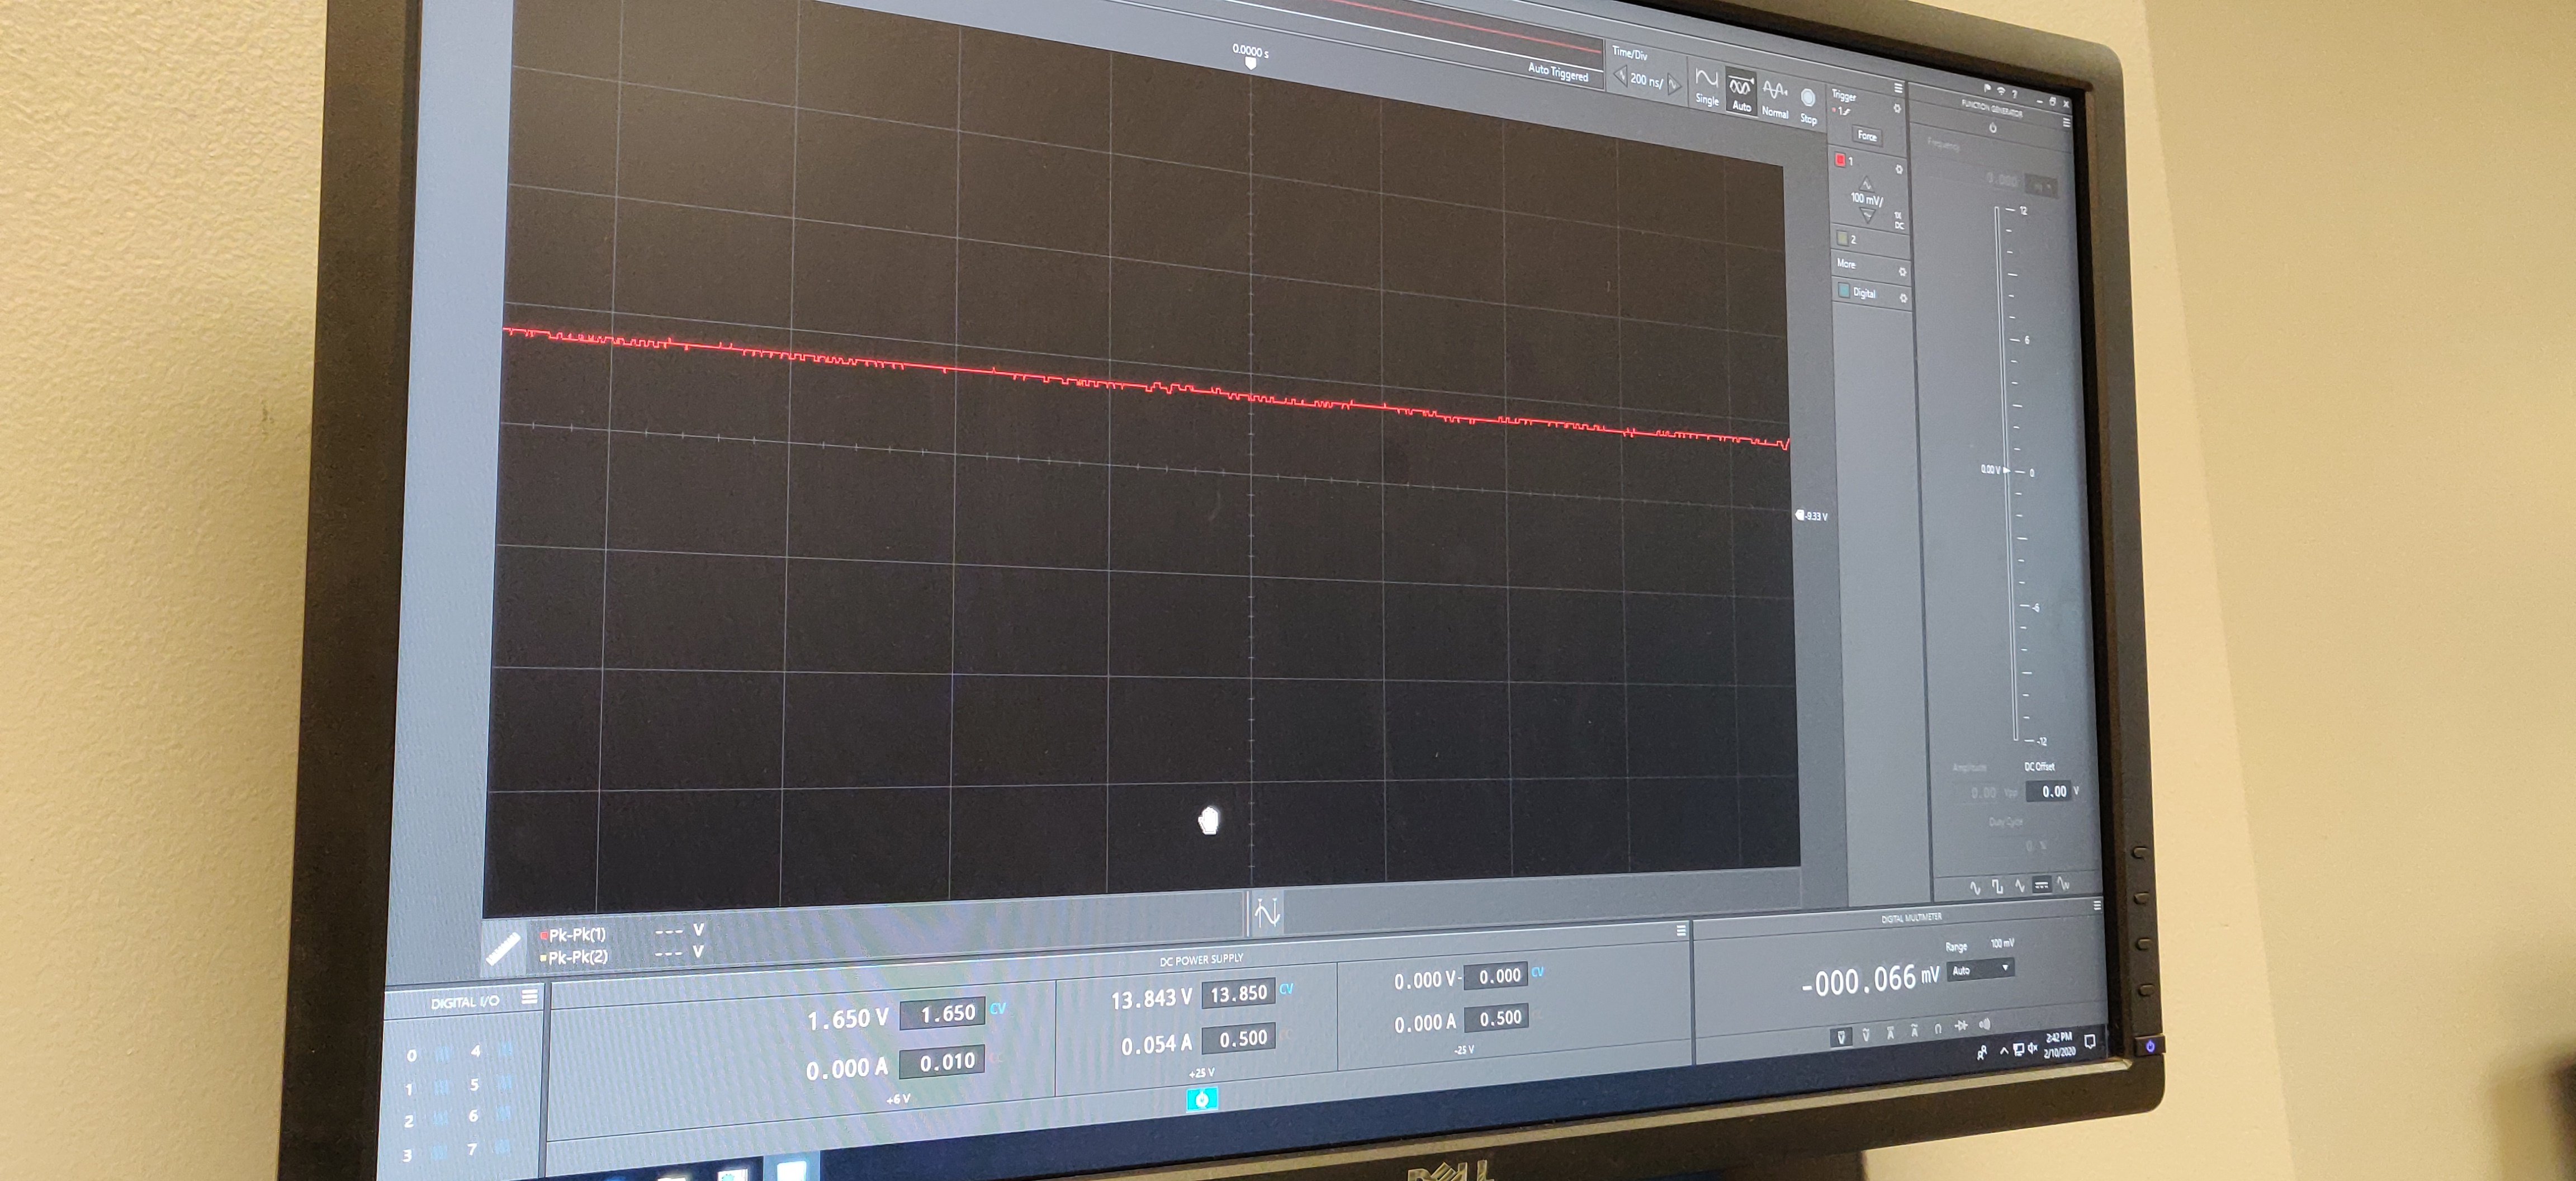 0.0000 s
Auto Triggered
Time/Div
200 ns/
Single
Auto
Normal
Stop
Trigger
1
Force
1
100 mV/
1X
DC
2
More
Digital
FUNCTION GENERATOR
Frequency
0.000
12
6
0.00 V
0
-6
-12
-9.33 V
Amplitude
DC Offset
0.00 Vpp
0.00 V
Duty Cycle
0 %
Pk-Pk(1) --- V
Pk-Pk(2) --- V
DIGITAL I/O
0 4
1 5
2 6
3 7
DC POWER SUPPLY
1.650 V 1.650 CV
0.000 A 0.010 CC
+6 V
13.843 V 13.850 CV
0.054 A 0.500
+25 V
0.000 V- 0.000 CV
0.000 A 0.500
-25 V
DIGITAL MULTIMETER
Range 100 mV
-000.066 mV Auto
2:42 PM
2/10/2020
DELL